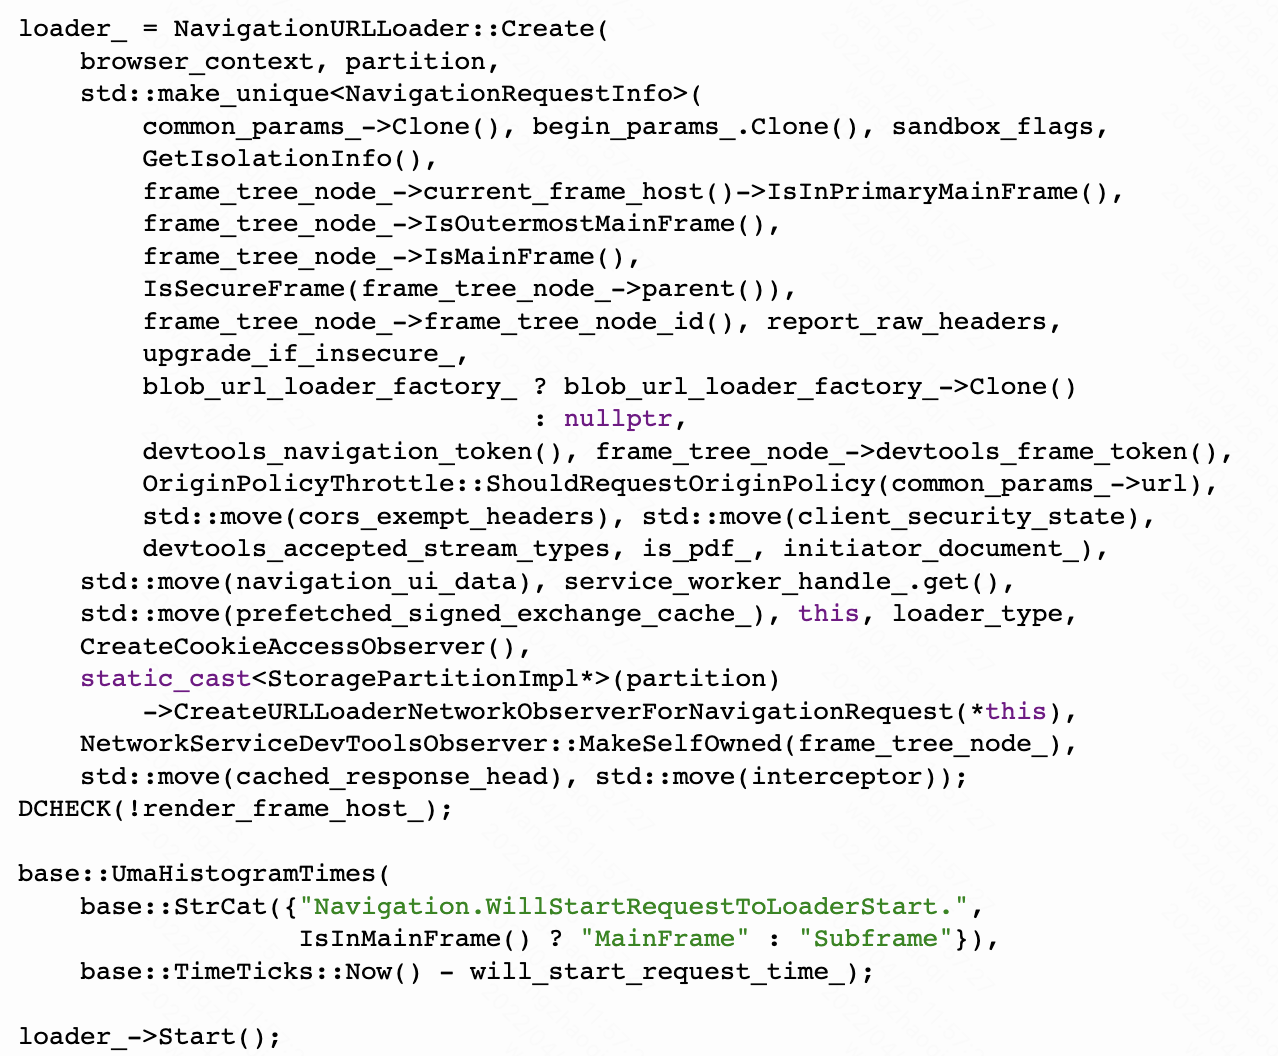 loader_ = NavigationURLLoader::Create(
    browser_context, partition,
    std::make_unique<NavigationRequestInfo>(
        common_params_->Clone(), begin_params_.Clone(), sandbox_flags,
        GetIsolationInfo(),
        frame_tree_node_->current_frame_host()->IsInPrimaryMainFrame(),
        frame_tree_node_->IsOutermostMainFrame(),
        frame_tree_node_->IsMainFrame(),
        IsSecureFrame(frame_tree_node_->parent()),
        frame_tree_node_->frame_tree_node_id(), report_raw_headers,
        upgrade_if_insecure_,
        blob_url_loader_factory_ ? blob_url_loader_factory_->Clone()
                                 : nullptr,
        devtools_navigation_token(), frame_tree_node_->devtools_frame_token(),
        OriginPolicyThrottle::ShouldRequestOriginPolicy(common_params_->url),
        std::move(cors_exempt_headers), std::move(client_security_state),
        devtools_accepted_stream_types, is_pdf_, initiator_document_),
    std::move(navigation_ui_data), service_worker_handle_.get(),
    std::move(prefetched_signed_exchange_cache_), this, loader_type,
    CreateCookieAccessObserver(),
    static_cast<StoragePartitionImpl*>(partition)
        ->CreateURLLoaderNetworkObserverForNavigationRequest(*this),
    NetworkServiceDevToolsObserver::MakeSelfOwned(frame_tree_node_),
    std::move(cached_response_head), std::move(interceptor));
DCHECK(!render_frame_host_);

base::UmaHistogramTimes(
    base::StrCat({"Navigation.WillStartRequestToLoaderStart.",
                  IsInMainFrame() ? "MainFrame" : "Subframe"}),
    base::TimeTicks::Now() - will_start_request_time_);

loader_->Start();